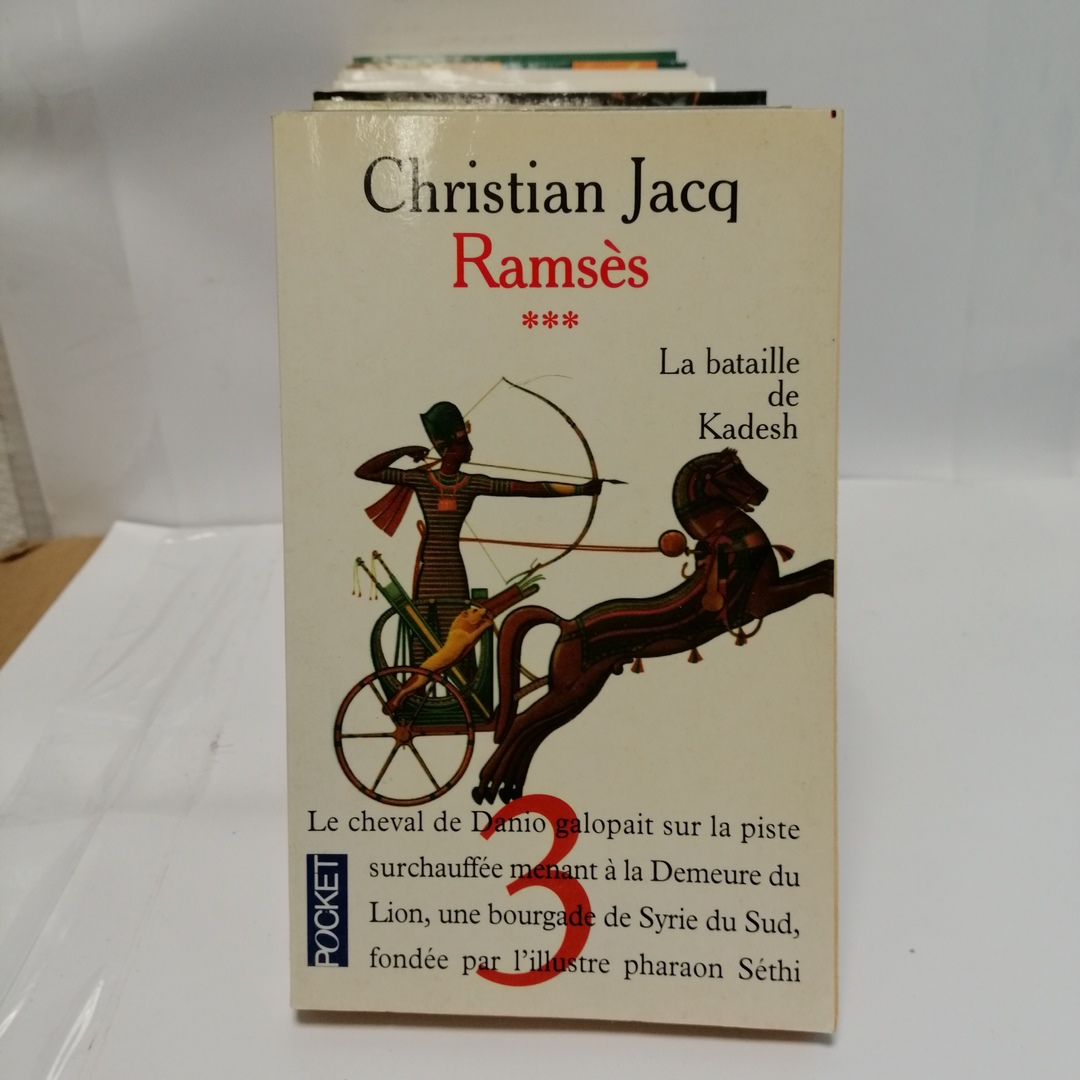 Christian Jacq
Ramsès
***
La bataille
de
Kadesh
3
Le cheval de Danio galopait sur la piste
surchauffée menant à la Demeure du
Lion, une bourgade de Syrie du Sud,
fondée par l'illustre pharaon Séthi
POCKET